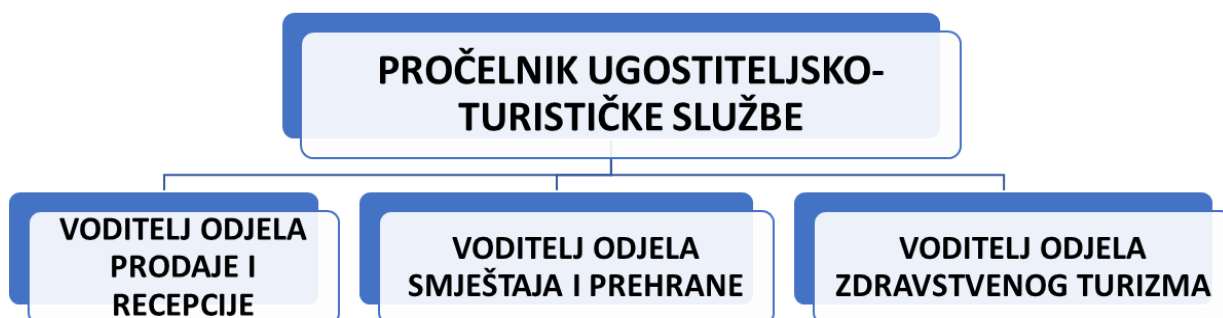 PROČELNIK UGOSTITELJSKO-
TURISTIČKE SLUŽBE
VODITELJ ODJELA
PRODAJE I
RECEPCIJE
VODITELJ ODJELA
SMJEŠTAJA I PREHRANE
VODITELJ ODJELA
ZDRAVSTVENOG TURIZMA